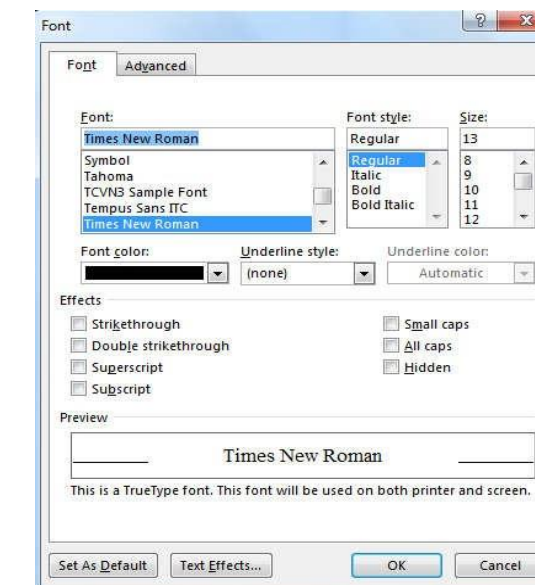 Font
Font Advanced
Font: Font style: Size:
Times New Roman Regular 13
Symbol Regular 8
Tahoma Italic 9
TCVN3 Sample Font Bold 10
Tempus Sans ITC Bold Italic 11
Times New Roman 12
Font color: Underline style: Underline color:
(none) Automatic
Effects
Strikethrough Small caps
Double strikethrough All caps
Superscript Hidden
Subscript
Preview
Times New Roman
This is a TrueType font. This font will be used on both printer and screen.
Set As Default Text Effects... OK Cancel